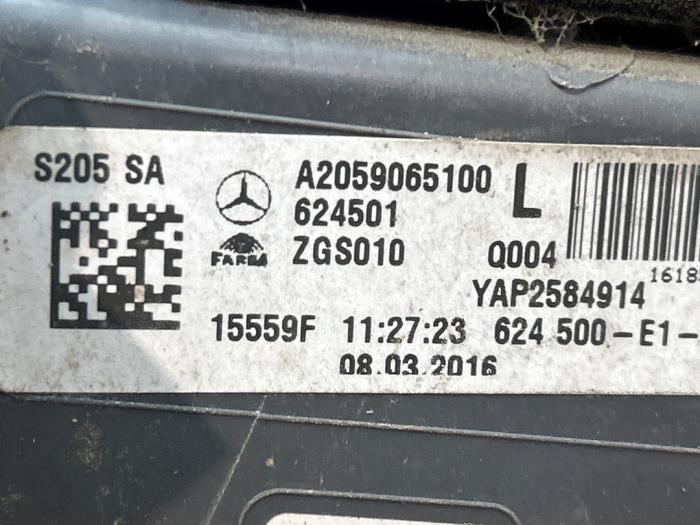 S205 SA
A2059065100 L
624501
ZGS010 Q004
FARBA
YAP2584914
15559F 11:27:23 624 500-E1-
08.03.2016